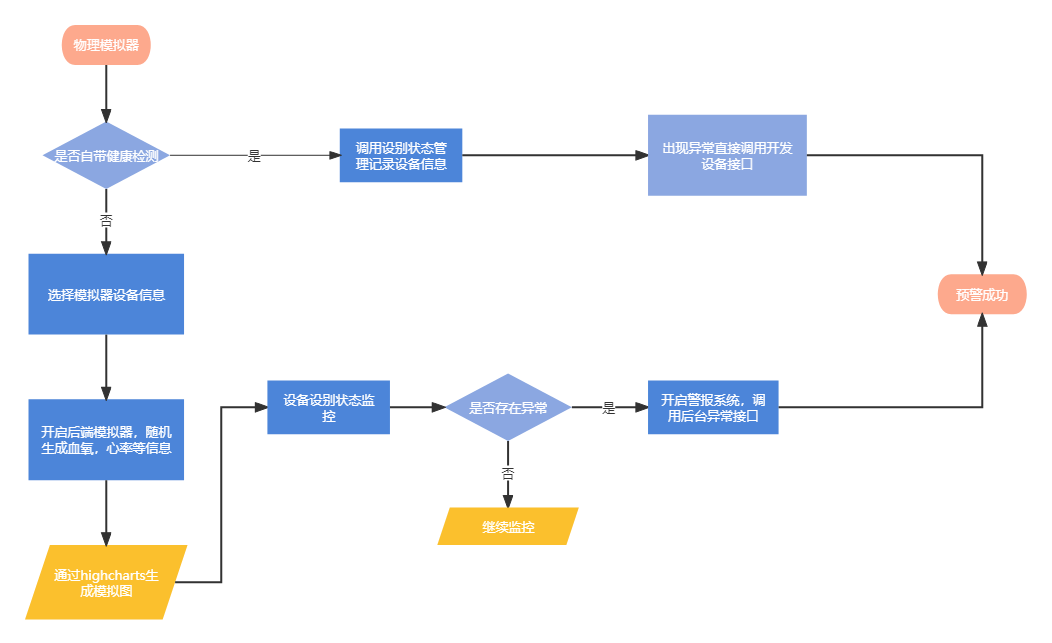 物理模拟器
是否自带健康检测
是
调用设别状态管
理记录设备信息
出现异常直接调用开发
设备接口
否
选择模拟器设备信息
预警成功
开启后端模拟器，随机
生成血氧，心率等信息
设备设别状态监
控
是否存在异常
是
开启警报系统，调
用后台异常接口
否
继续监控
通过highcharts生
成模拟图